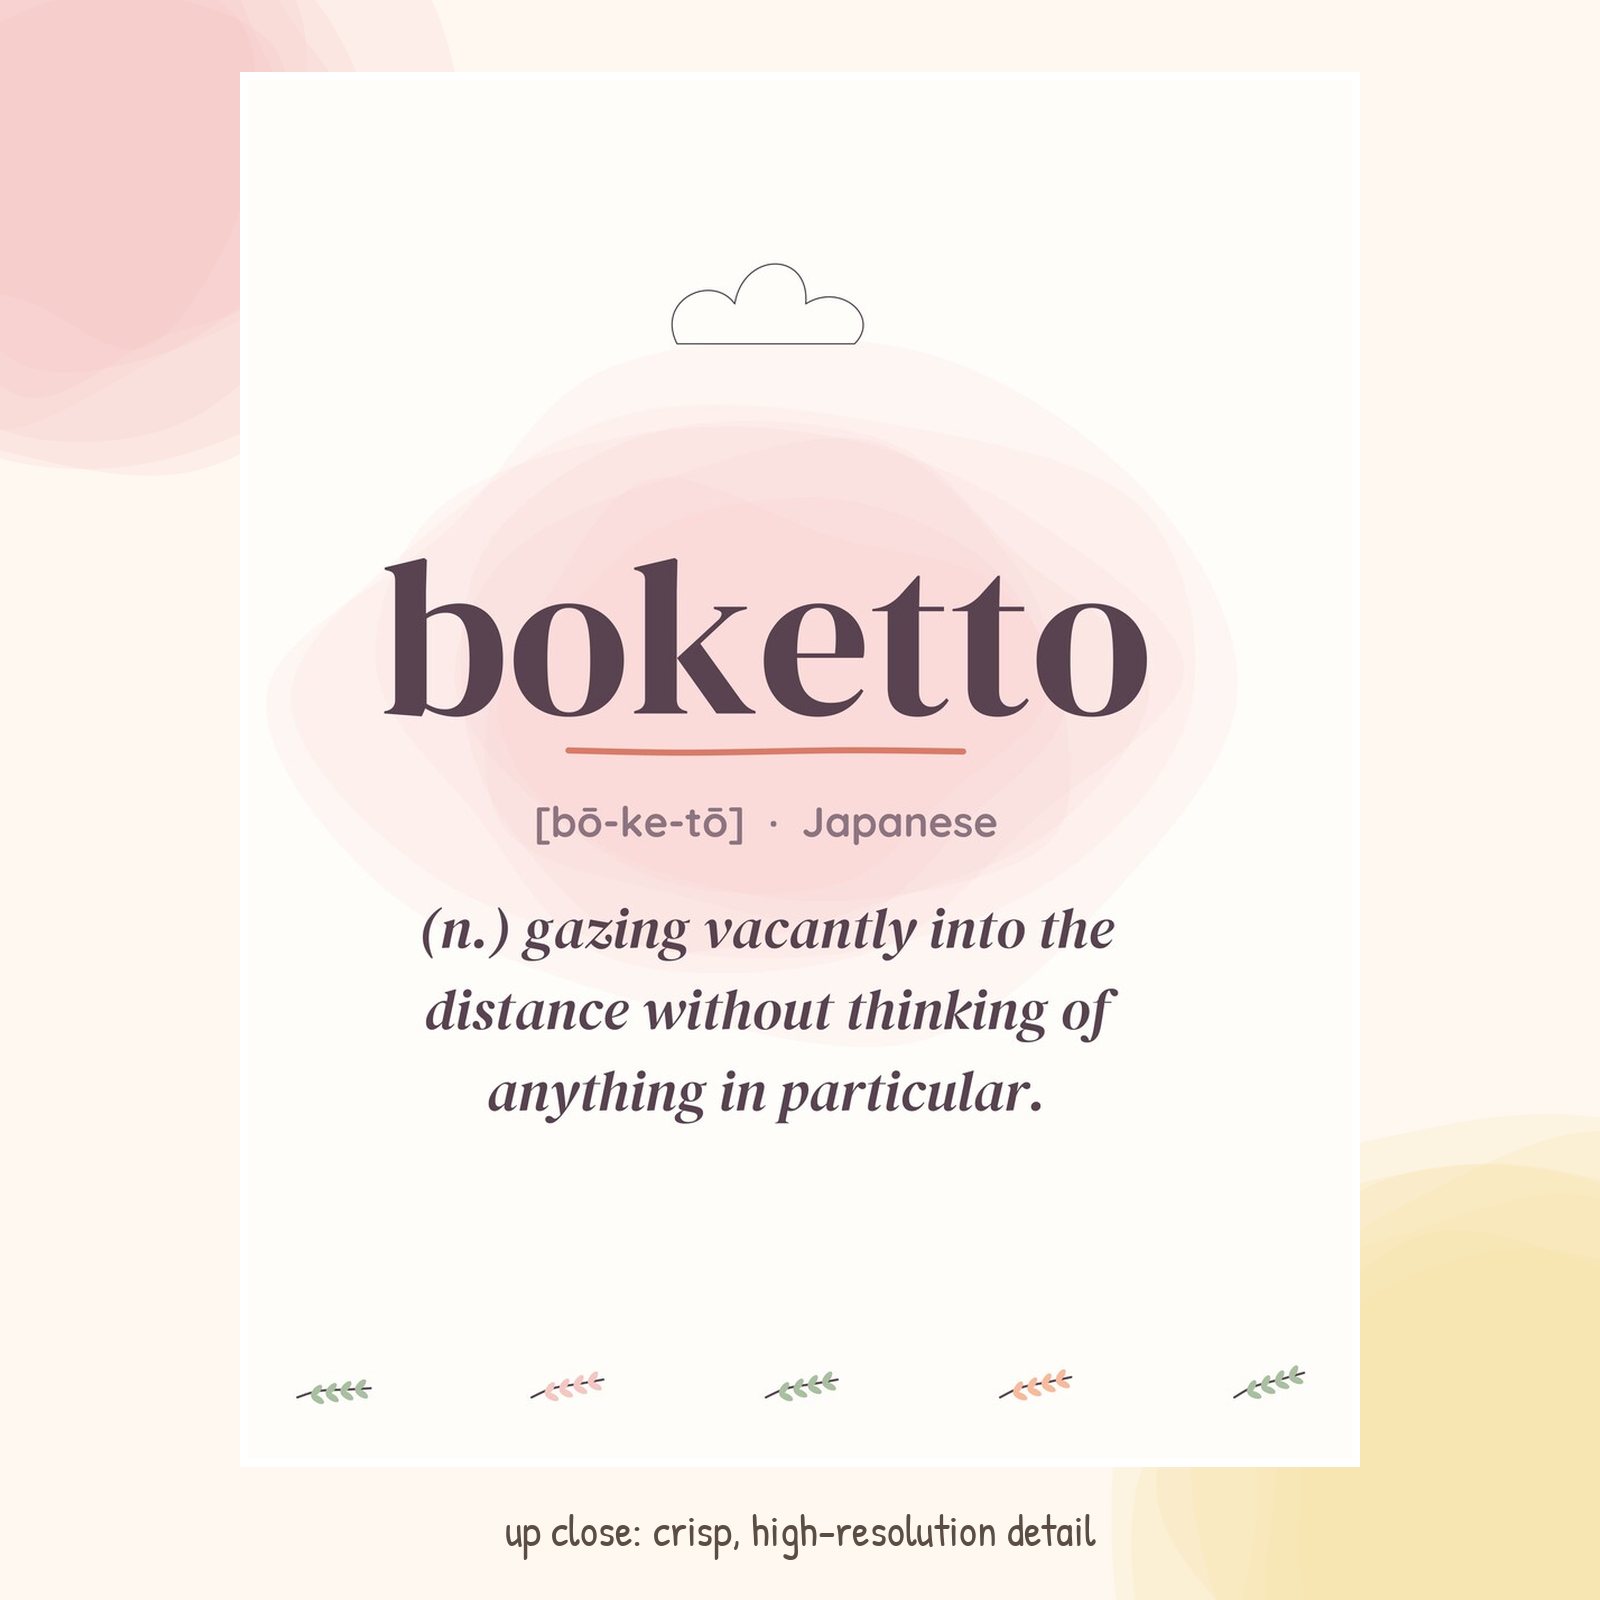 boketto
[bō-ke-tō] · Japanese
(n.) gazing vacantly into the
distance without thinking of
anything in particular.
up close: crisp, high-resolution detail